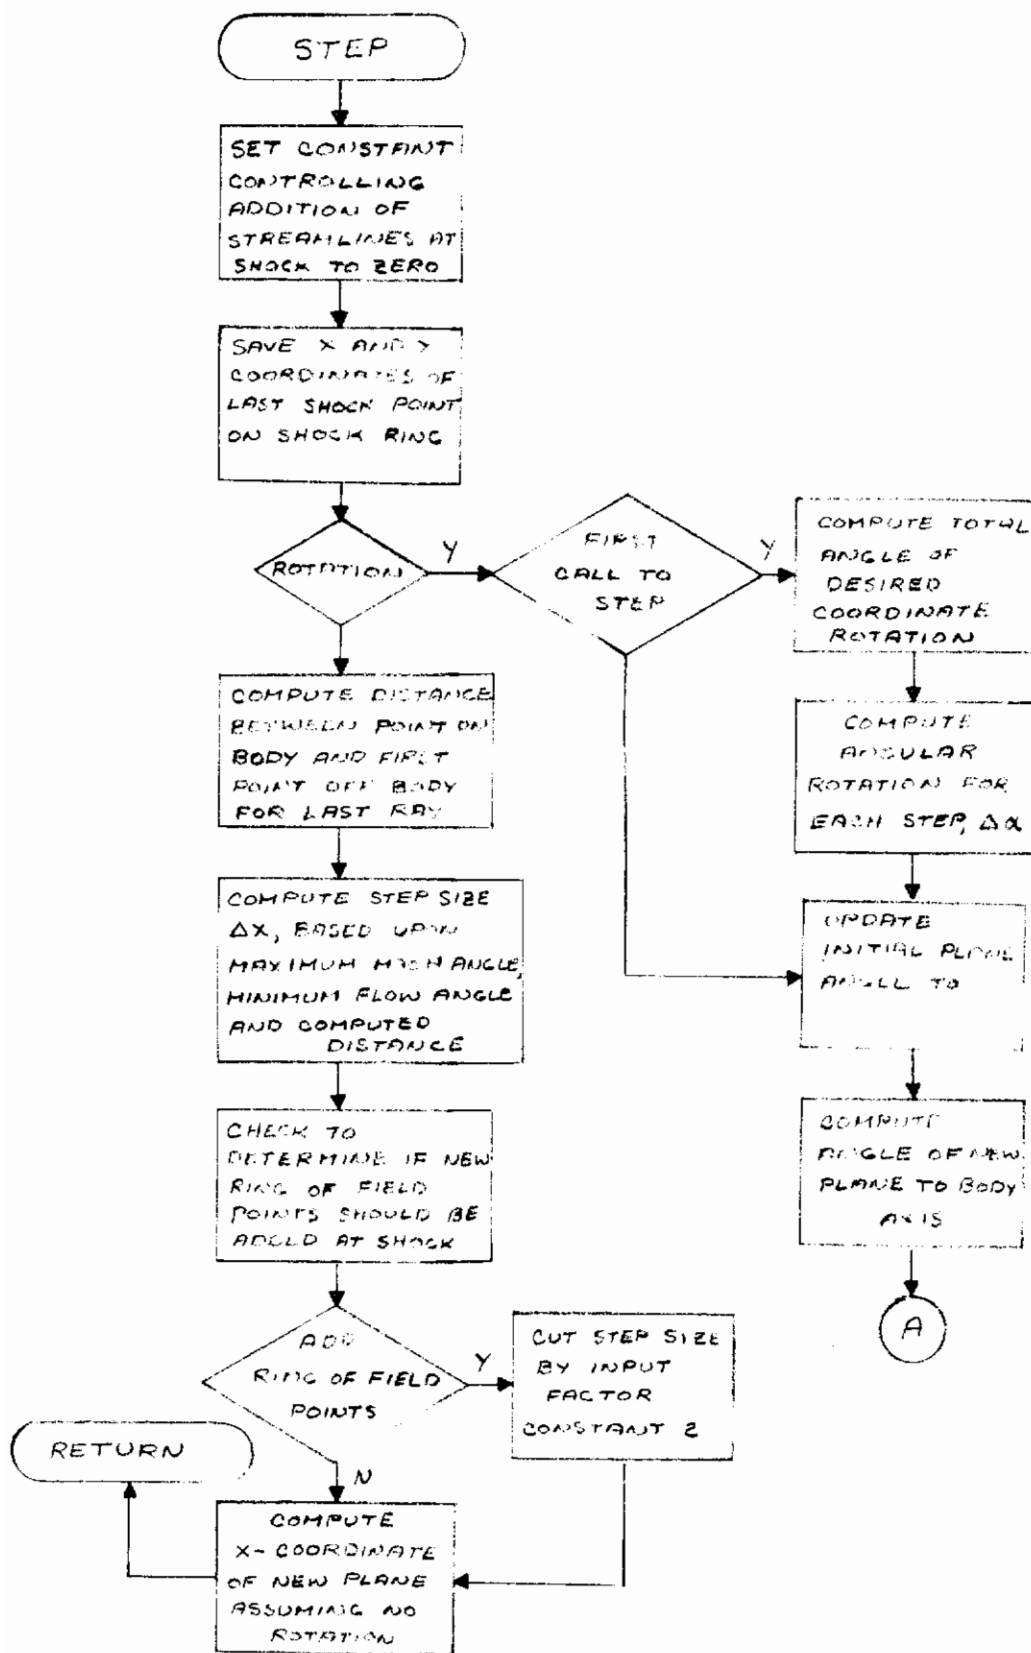 STEP
SET CONSTANT
CONTROLLING
ADDITION OF
STREAMLINES AT
SHOCK TO ZERO
SAVE X AND Y
COORDINATES OF
LAST SHOCK POINT
ON SHOCK RING
ROTATION
Y
FIRST
CALL TO
STEP
Y
COMPUTE TOTAL
ANGLE OF
DESIRED
COORDINATE
ROTATION
COMPUTE
ANGULAR
ROTATION FOR
EACH STEP, Δα
UPDATE
INITIAL PLANE
ANGLE TO
COMPUTE
ANGLE OF NEW
PLANE TO BODY
AXIS
A
COMPUTE DISTANCE
BETWEEN POINT ON
BODY AND FIRST
POINT OFF BODY
FOR LAST RAY
COMPUTE STEP SIZE
ΔX, BASED UPON
MAXIMUM MACH ANGLE,
MINIMUM FLOW ANGLE
AND COMPUTED
DISTANCE
CHECK TO
DETERMINE IF NEW
RING OF FIELD
POINTS SHOULD BE
ADDED AT SHOCK
ADD
RING OF FIELD
POINTS
Y
CUT STEP SIZE
BY INPUT
FACTOR
CONSTANT 2
N
RETURN
COMPUTE
X-COORDINATE
OF NEW PLANE
ASSUMING NO
ROTATION